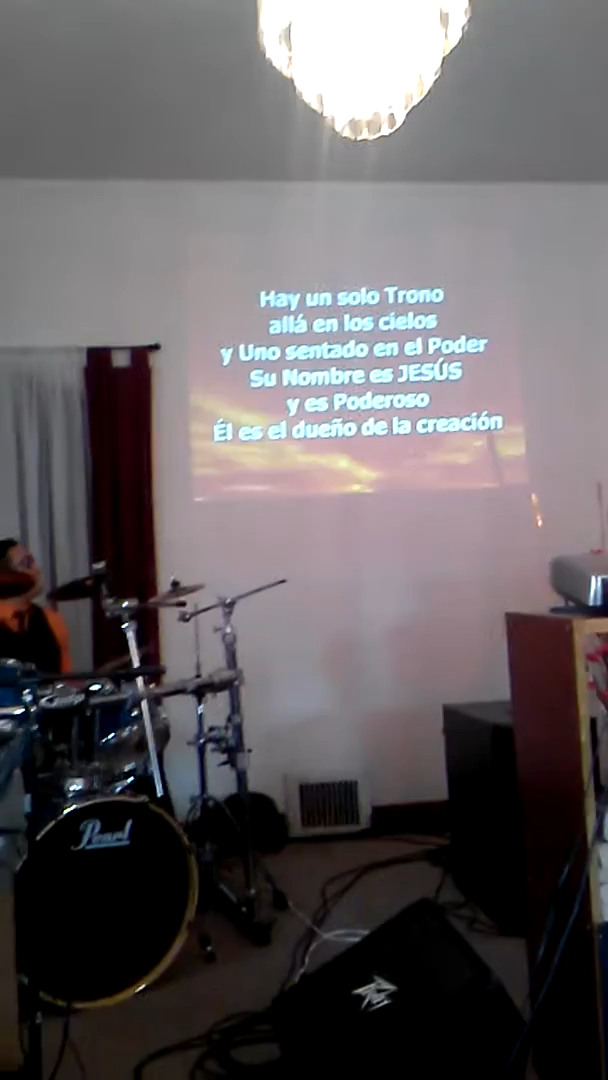 Hay un solo Trono
allá en los cielos
y Uno sentado en el Poder
Su Nombre es JESÚS
y es Poderoso
Él es el dueño de la creación
Pearl